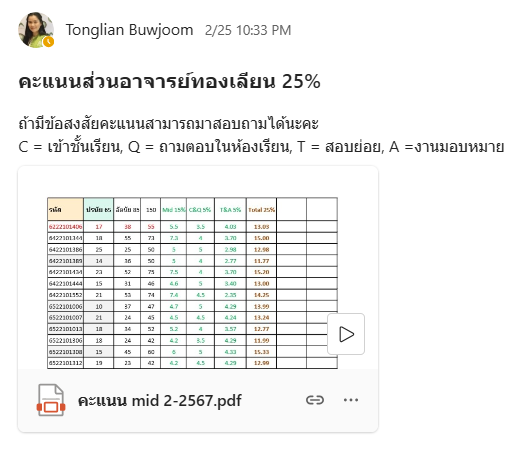 Tonglian Buwjoom 2/25 10:33 PM
คะแนนส่วนอาจารย์ทองเลียน 25%
ถ้ามีข้อสงสัยคะแนนสามารถมาสอบถามได้นะคะ
C = เข้าชั้นเรียน, Q = ถามตอบในห้องเรียน, T = สอบย่อย, A =งานมอบหมาย
รหัส ปรนัย 65 อัตนัย 85 150 Mid 15% C&Q 5% T&A 5% Total 25%
6222101406 17 38 55 5.5 3.5 4.03 13.03
6422101344 18 55 73 7.3 4 3.70 15.00
6422101386 25 25 50 5 5 2.98 12.98
6422101389 14 36 50 5 4 2.77 11.77
6422101434 23 52 75 7.5 4 3.70 15.20
6422101444 15 31 46 4.6 5 3.40 13.00
6422101552 21 53 74 7.4 4.5 2.35 14.25
6522101006 10 37 47 4.7 5 4.29 13.99
6522101007 21 24 45 4.5 4.5 4.24 13.24
6522101013 18 34 52 5.2 4 3.57 12.77
6522101306 18 24 42 4.2 3.5 4.29 11.99
6522101308 15 45 60 6 5 4.33 15.33
6522101312 19 23 42 4.2 4.5 4.29 12.99
คะแนน mid 2-2567.pdf